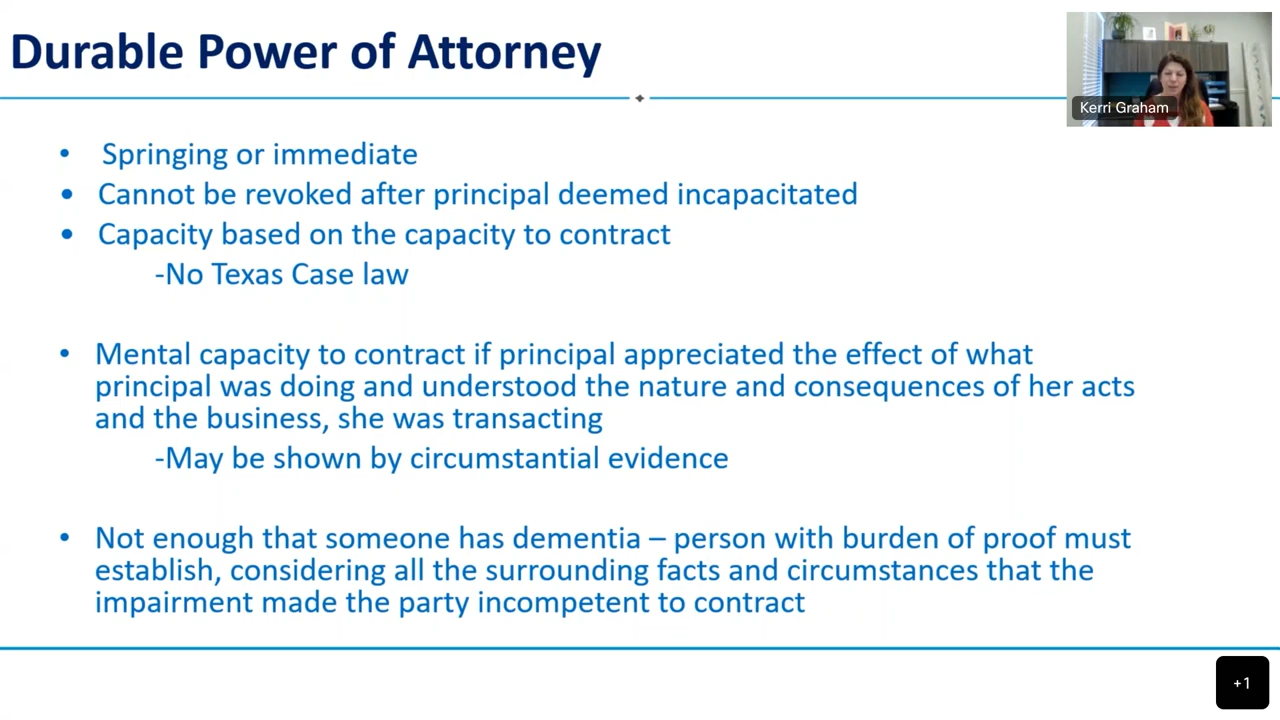 Durable Power of Attorney
Kerri Graham
• Springing or immediate
• Cannot be revoked after principal deemed incapacitated
• Capacity based on the capacity to contract
-No Texas Case law
• Mental capacity to contract if principal appreciated the effect of what
principal was doing and understood the nature and consequences of her acts
and the business, she was transacting
-May be shown by circumstantial evidence
• Not enough that someone has dementia – person with burden of proof must
establish, considering all the surrounding facts and circumstances that the
impairment made the party incompetent to contract
+1